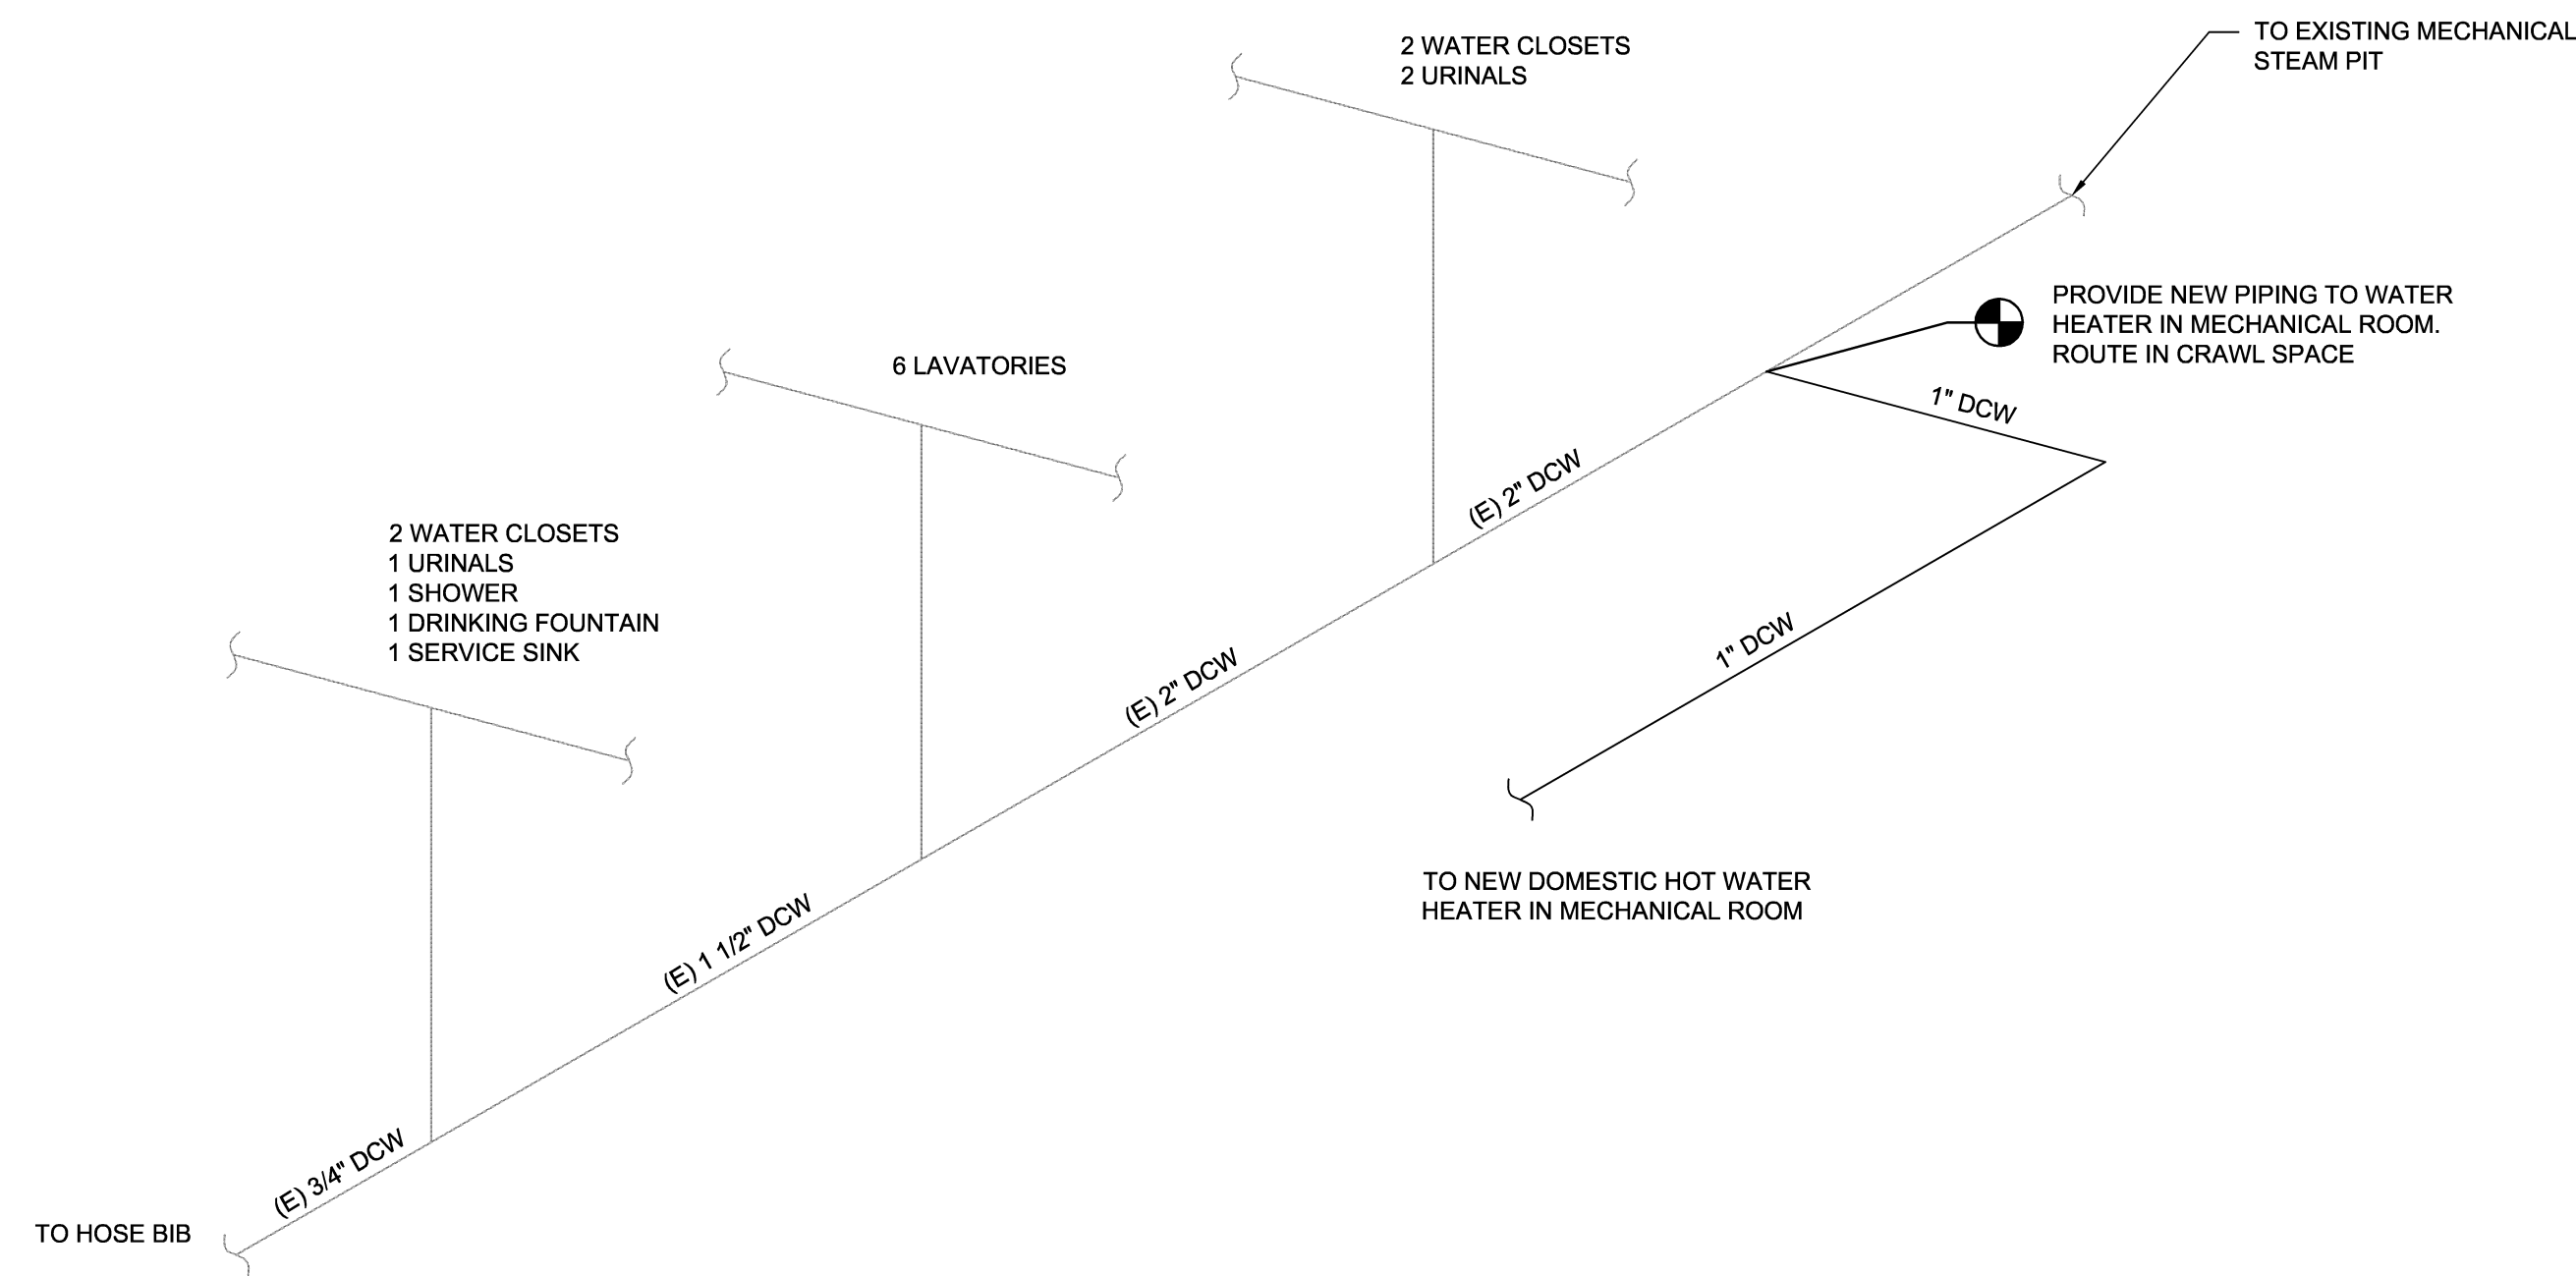 2 WATER CLOSETS
2 URINALS
TO EXISTING MECHANICAL
STEAM PIT
PROVIDE NEW PIPING TO WATER
HEATER IN MECHANICAL ROOM.
ROUTE IN CRAWL SPACE
6 LAVATORIES
1" DCW
(E) 2" DCW
2 WATER CLOSETS
1 URINALS
1 SHOWER
1 DRINKING FOUNTAIN
1 SERVICE SINK
1" DCW
(E) 2" DCW
TO NEW DOMESTIC HOT WATER
HEATER IN MECHANICAL ROOM
(E) 1 1/2" DCW
(E) 3/4" DCW
TO HOSE BIB